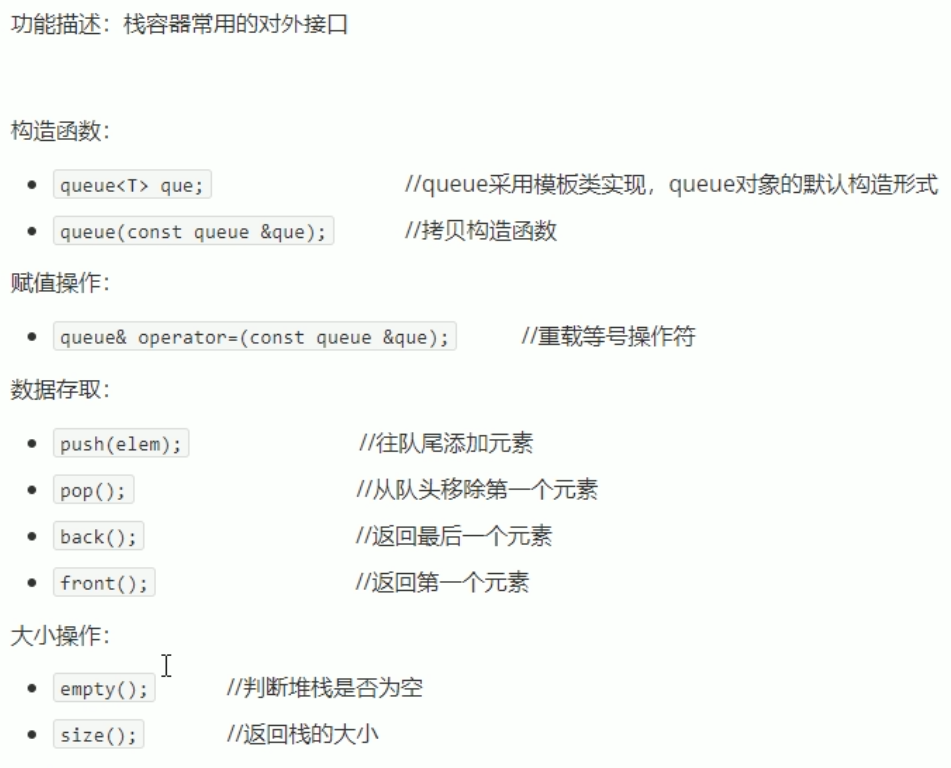 功能描述：栈容器常用的对外接口
构造函数：
queue<T> que; //queue采用模板类实现，queue对象的默认构造形式
queue(const queue &que); //拷贝构造函数
赋值操作：
queue& operator=(const queue &que); //重载等号操作符
数据存取：
push(elem); //往队尾添加元素
pop(); //从队头移除第一个元素
back(); //返回最后一个元素
front(); //返回第一个元素
大小操作：
empty(); //判断堆栈是否为空
size(); //返回栈的大小